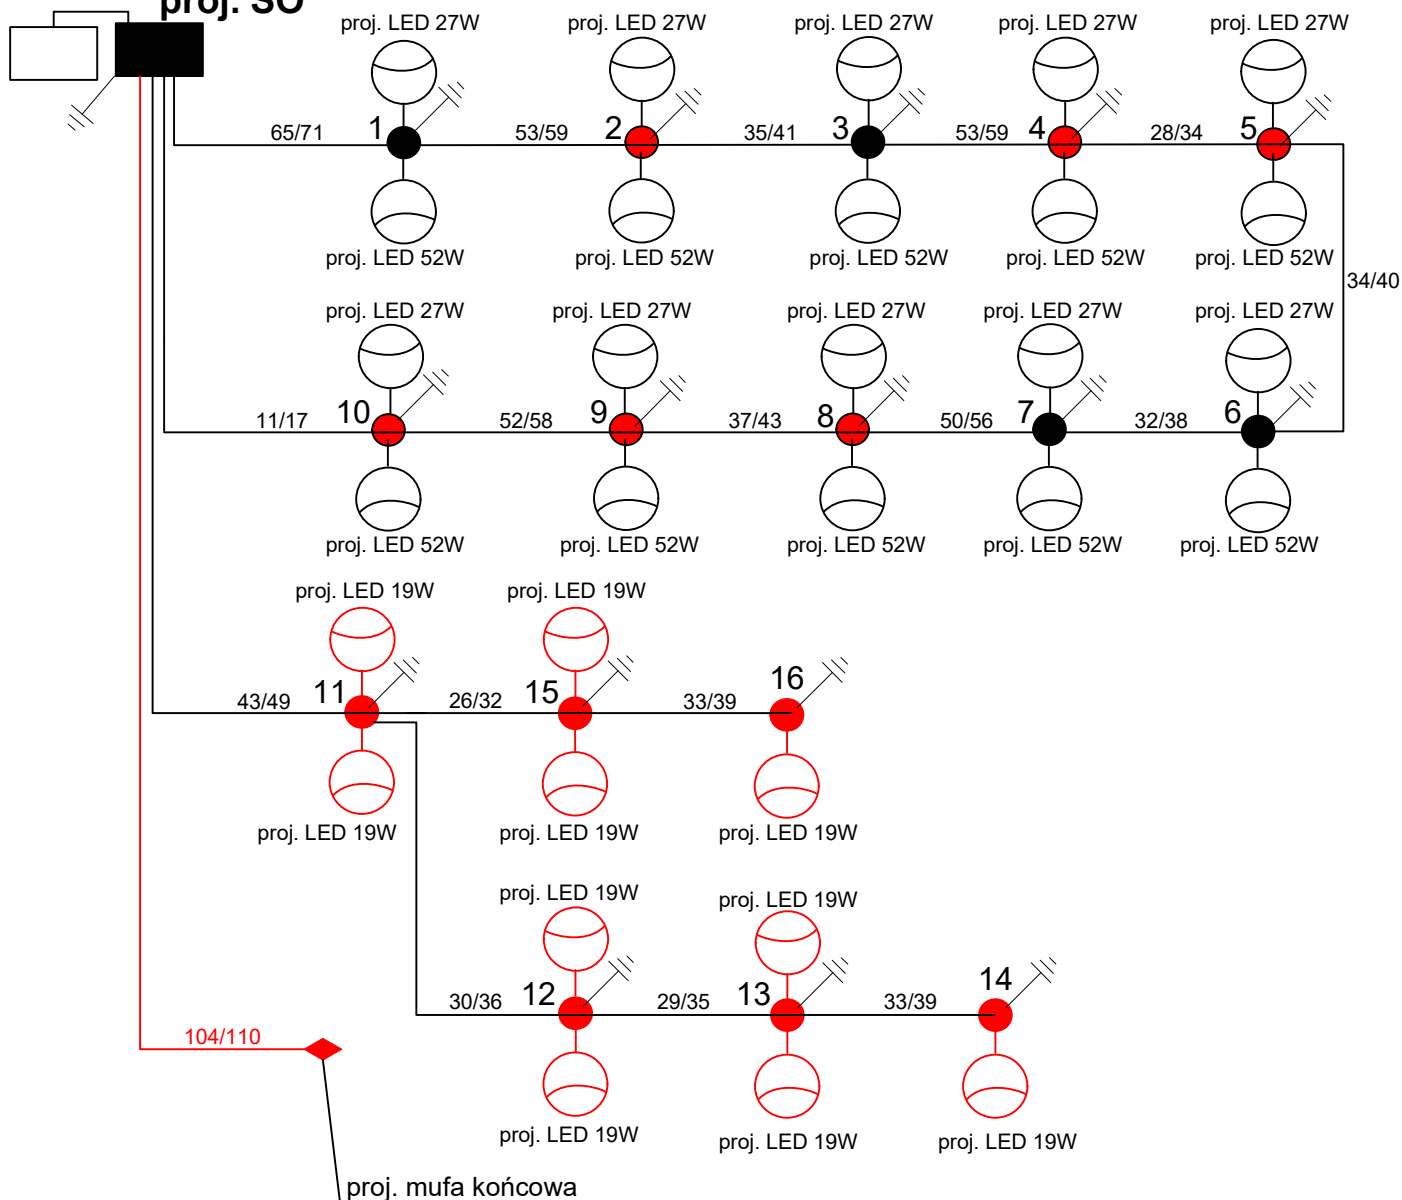 proj. SO
proj. LED 27W
proj. LED 27W
proj. LED 27W
proj. LED 27W
proj. LED 27W
65/71
1
53/59
2
35/41
3
53/59
4
28/34
5
proj. LED 52W
proj. LED 52W
proj. LED 52W
proj. LED 52W
proj. LED 52W
34/40
proj. LED 27W
proj. LED 27W
proj. LED 27W
proj. LED 27W
proj. LED 27W
11/17
10
52/58
9
37/43
8
50/56
7
32/38
6
proj. LED 52W
proj. LED 52W
proj. LED 52W
proj. LED 52W
proj. LED 52W
proj. LED 19W
proj. LED 19W
43/49
11
26/32
15
33/39
16
proj. LED 19W
proj. LED 19W
proj. LED 19W
proj. LED 19W
proj. LED 19W
30/36
12
29/35
13
33/39
14
104/110
proj. LED 19W
proj. LED 19W
proj. LED 19W
proj. mufa końcowa